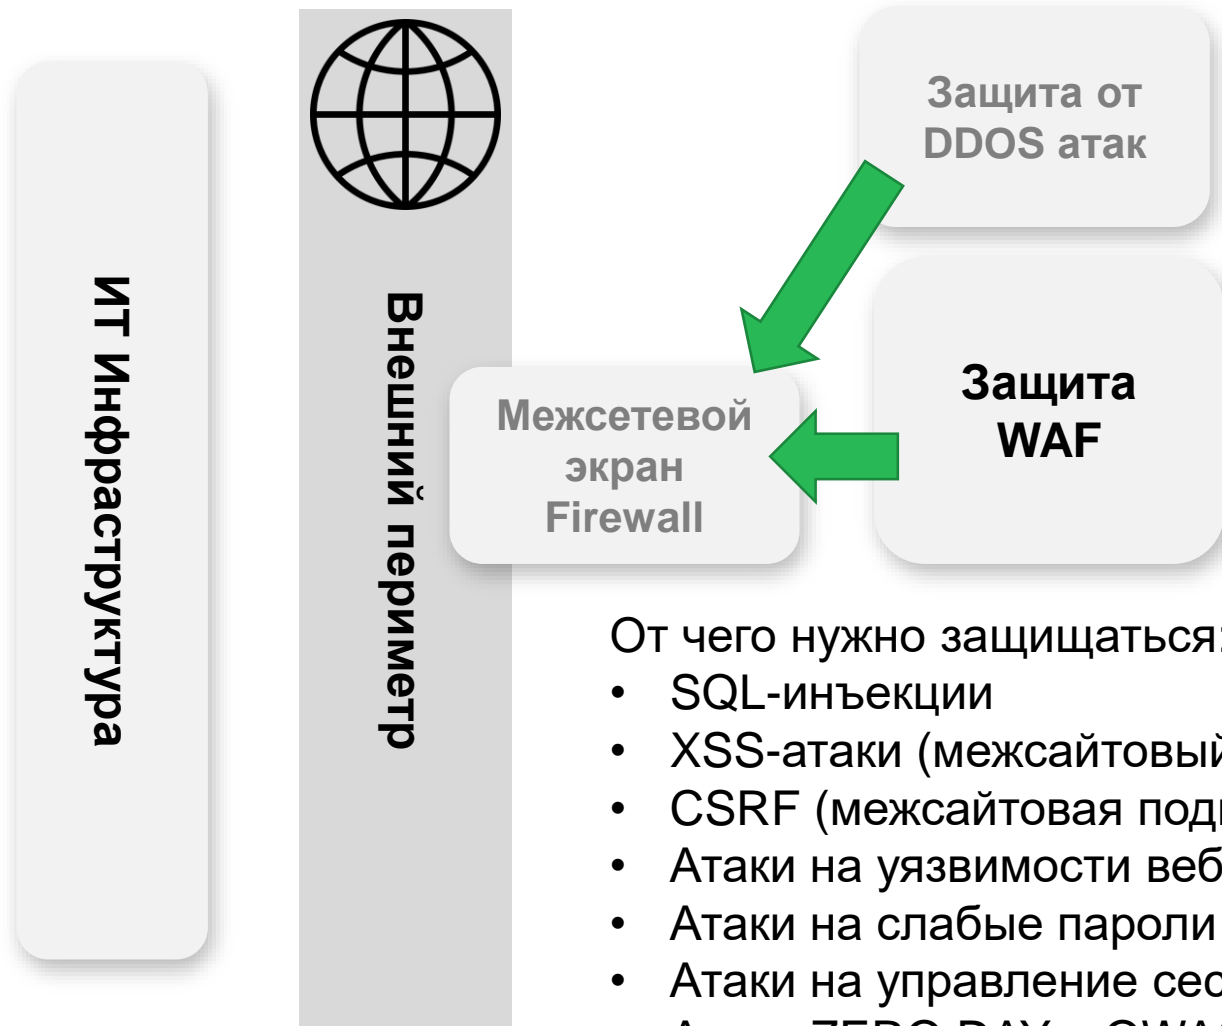 ИТ Инфраструктура
Внешний периметр
Защита от
DDOS атак
Защита
WAF
Межсетевой
экран
Firewall
От чего нужно защищаться:
• SQL-инъекции
• XSS-атаки (межсайтовый
• CSRF (межсайтовая
• Атаки на уязвимости веб
• Атаки на слабые пароли
• Атаки на управление